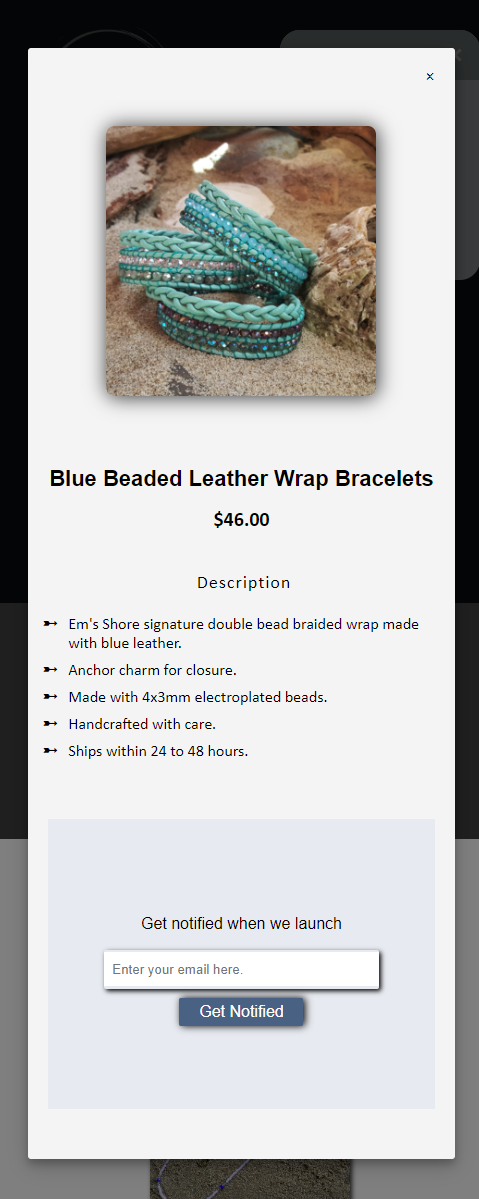 ×
Blue Beaded Leather Wrap Bracelets
$46.00
Description
➵ Em's Shore signature double bead braided wrap made
with blue leather.
➵ Anchor charm for closure.
➵ Made with 4x3mm electroplated beads.
➵ Handcrafted with care.
➵ Ships within 24 to 48 hours.
Get notified when we launch
Enter your email here.
Get Notified